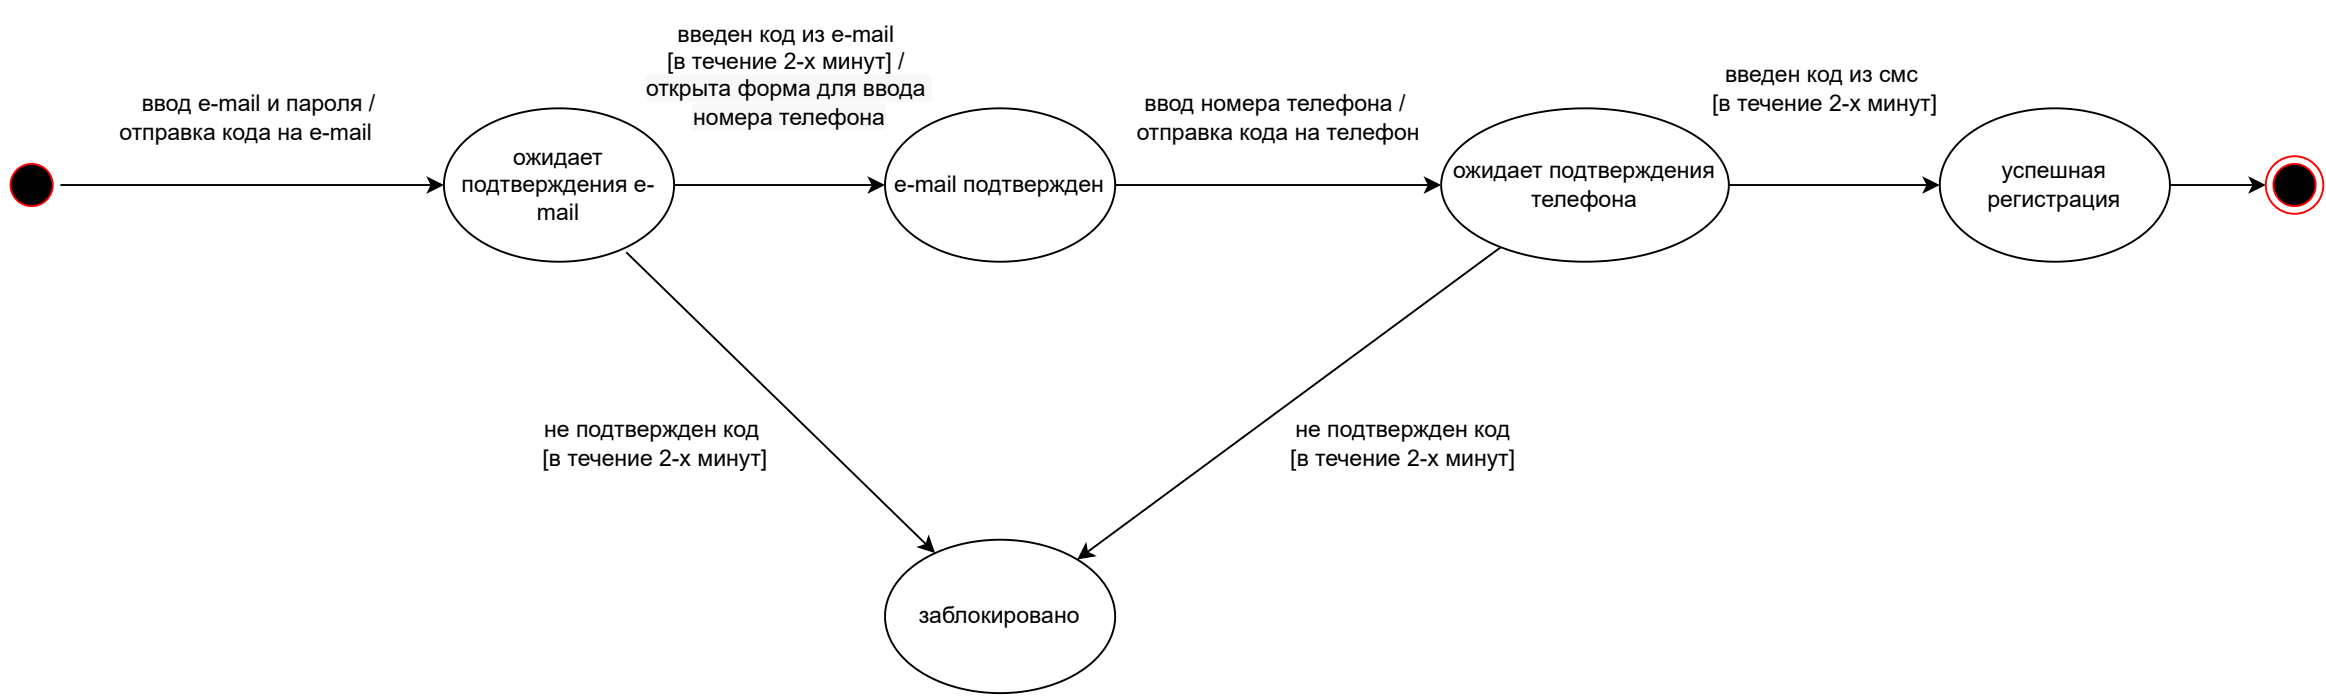 ввод e-mail и пароля /
отправка кода на e-mail
ожидает
подтверждения e-
mail
введен код из e-mail
[в течение 2-х минут] /
открыта форма для ввода
номера телефона
e-mail подтвержден
ввод номера телефона /
отправка кода на телефон
ожидает подтверждения
телефона
введен код из смс
[в течение 2-х минут]
успешная
регистрация
не подтвержден код
[в течение 2-х минут]
не подтвержден код
[в течение 2-х минут]
заблокировано